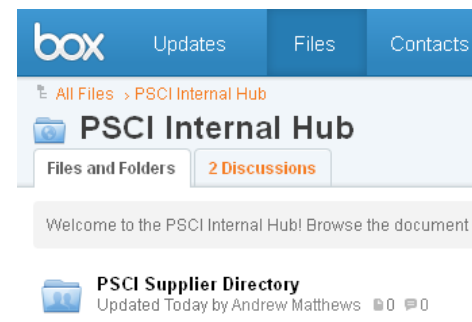 box Updates Files Contacts
All Files › PSCI Internal Hub
PSCI Internal Hub
Files and Folders 2 Discussions
Welcome to the PSCI Internal Hub! Browse the document
PSCI Supplier Directory
Updated Today by Andrew Matthews 0 0